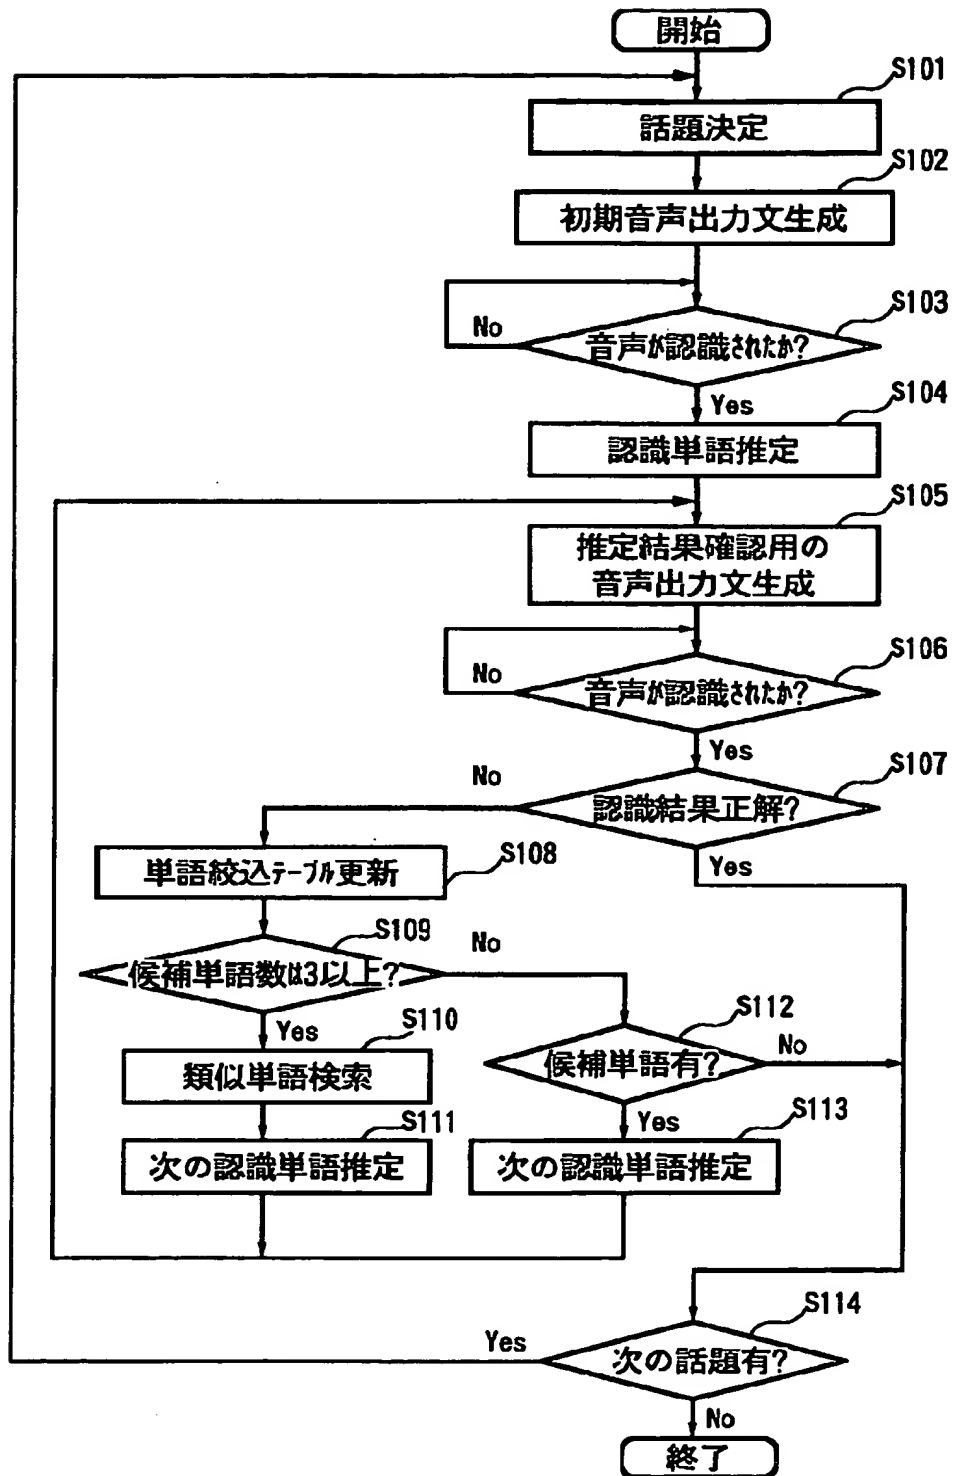 開始
S101
話題決定
S102
初期音声出力文生成
S103
音声が認識されたか?
No
Yes
S104
認識単語推定
S105
推定結果確認用の
音声出力文生成
S106
音声が認識されたか?
No
Yes
S107
認識結果正解?
No
Yes
S108
単語絞込テーブル更新
S109
候補単語数は3以上?
No
Yes
S110
類似単語検索
S111
次の認識単語推定
S112
候補単語有?
No
Yes
S113
次の認識単語推定
S114
次の話題有?
Yes
No
終了